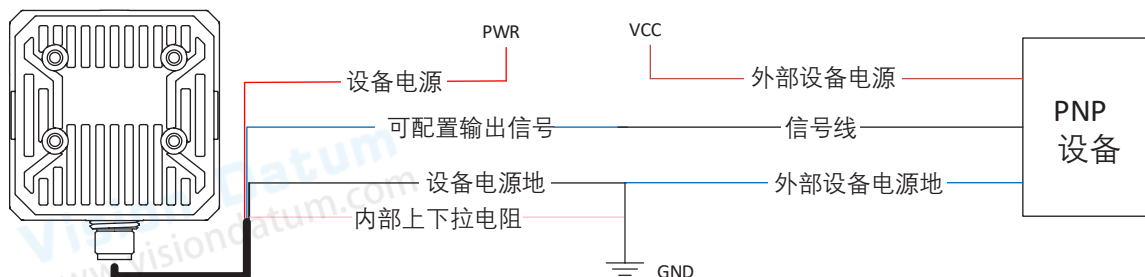 PWR
VCC
设备电源
外部设备电源
可配置输出信号
信号线
PNP
设备
设备电源地
外部设备电源地
内部上下拉电阻
GND
Vision Datum
www.visiondatum.com